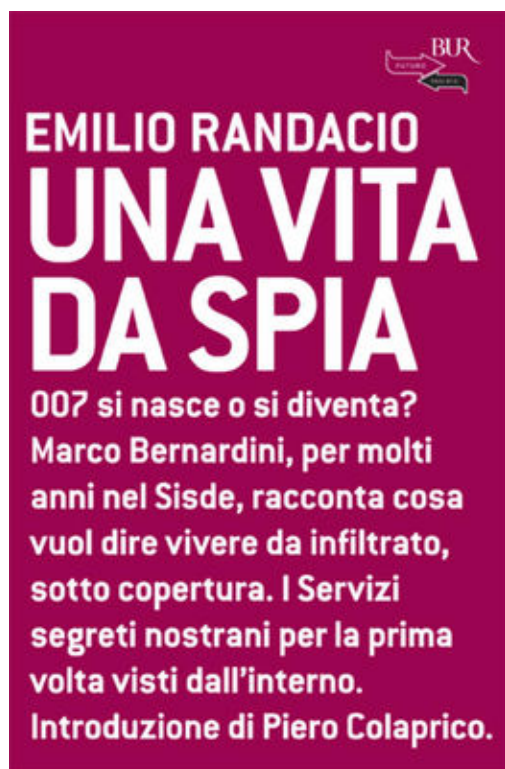 BUR
FUTURO
PASSATO
EMILIO RANDACIO
UNA VITA
DA SPIA
007 si nasce o si diventa?
Marco Bernardini, per molti
anni nel Sisde, racconta cosa
vuol dire vivere da infiltrato,
sotto copertura. I Servizi
segreti nostrani per la prima
volta visti dall'interno.
Introduzione di Piero Colaprico.